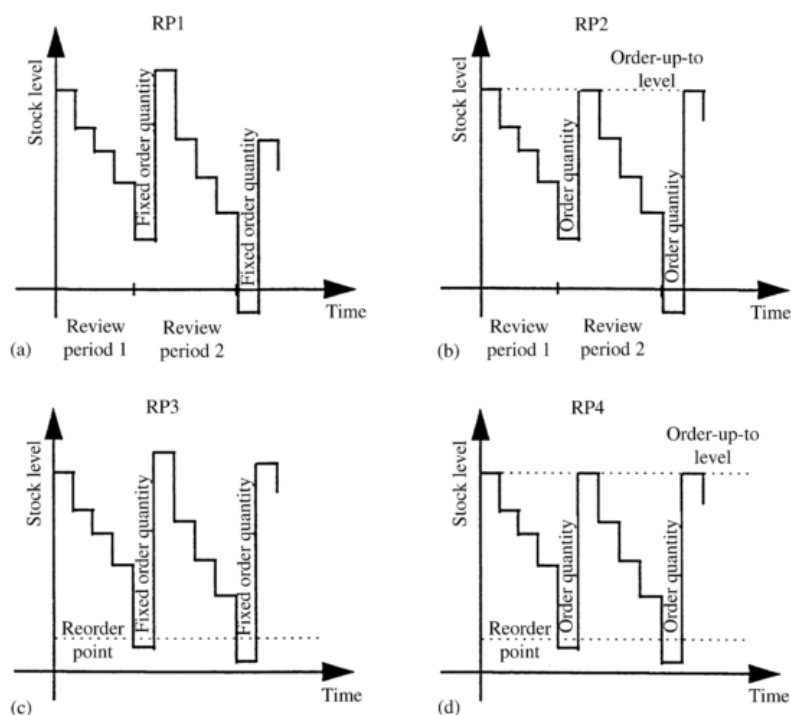 RP1
Stock level
Fixed order quantity
Fixed order quantity
Time
Review
period 1
Review
period 2
(a)
RP2
Order-up-to
level
Stock level
Order quantity
Order quantity
Time
Review
period 1
Review
period 2
(b)
RP3
Stock level
Fixed order quantity
Fixed order quantity
Reorder
point
Time
(c)
RP4
Order-up-to
level
Stock level
Order quantity
Order quantity
Reorder
point
Time
(d)